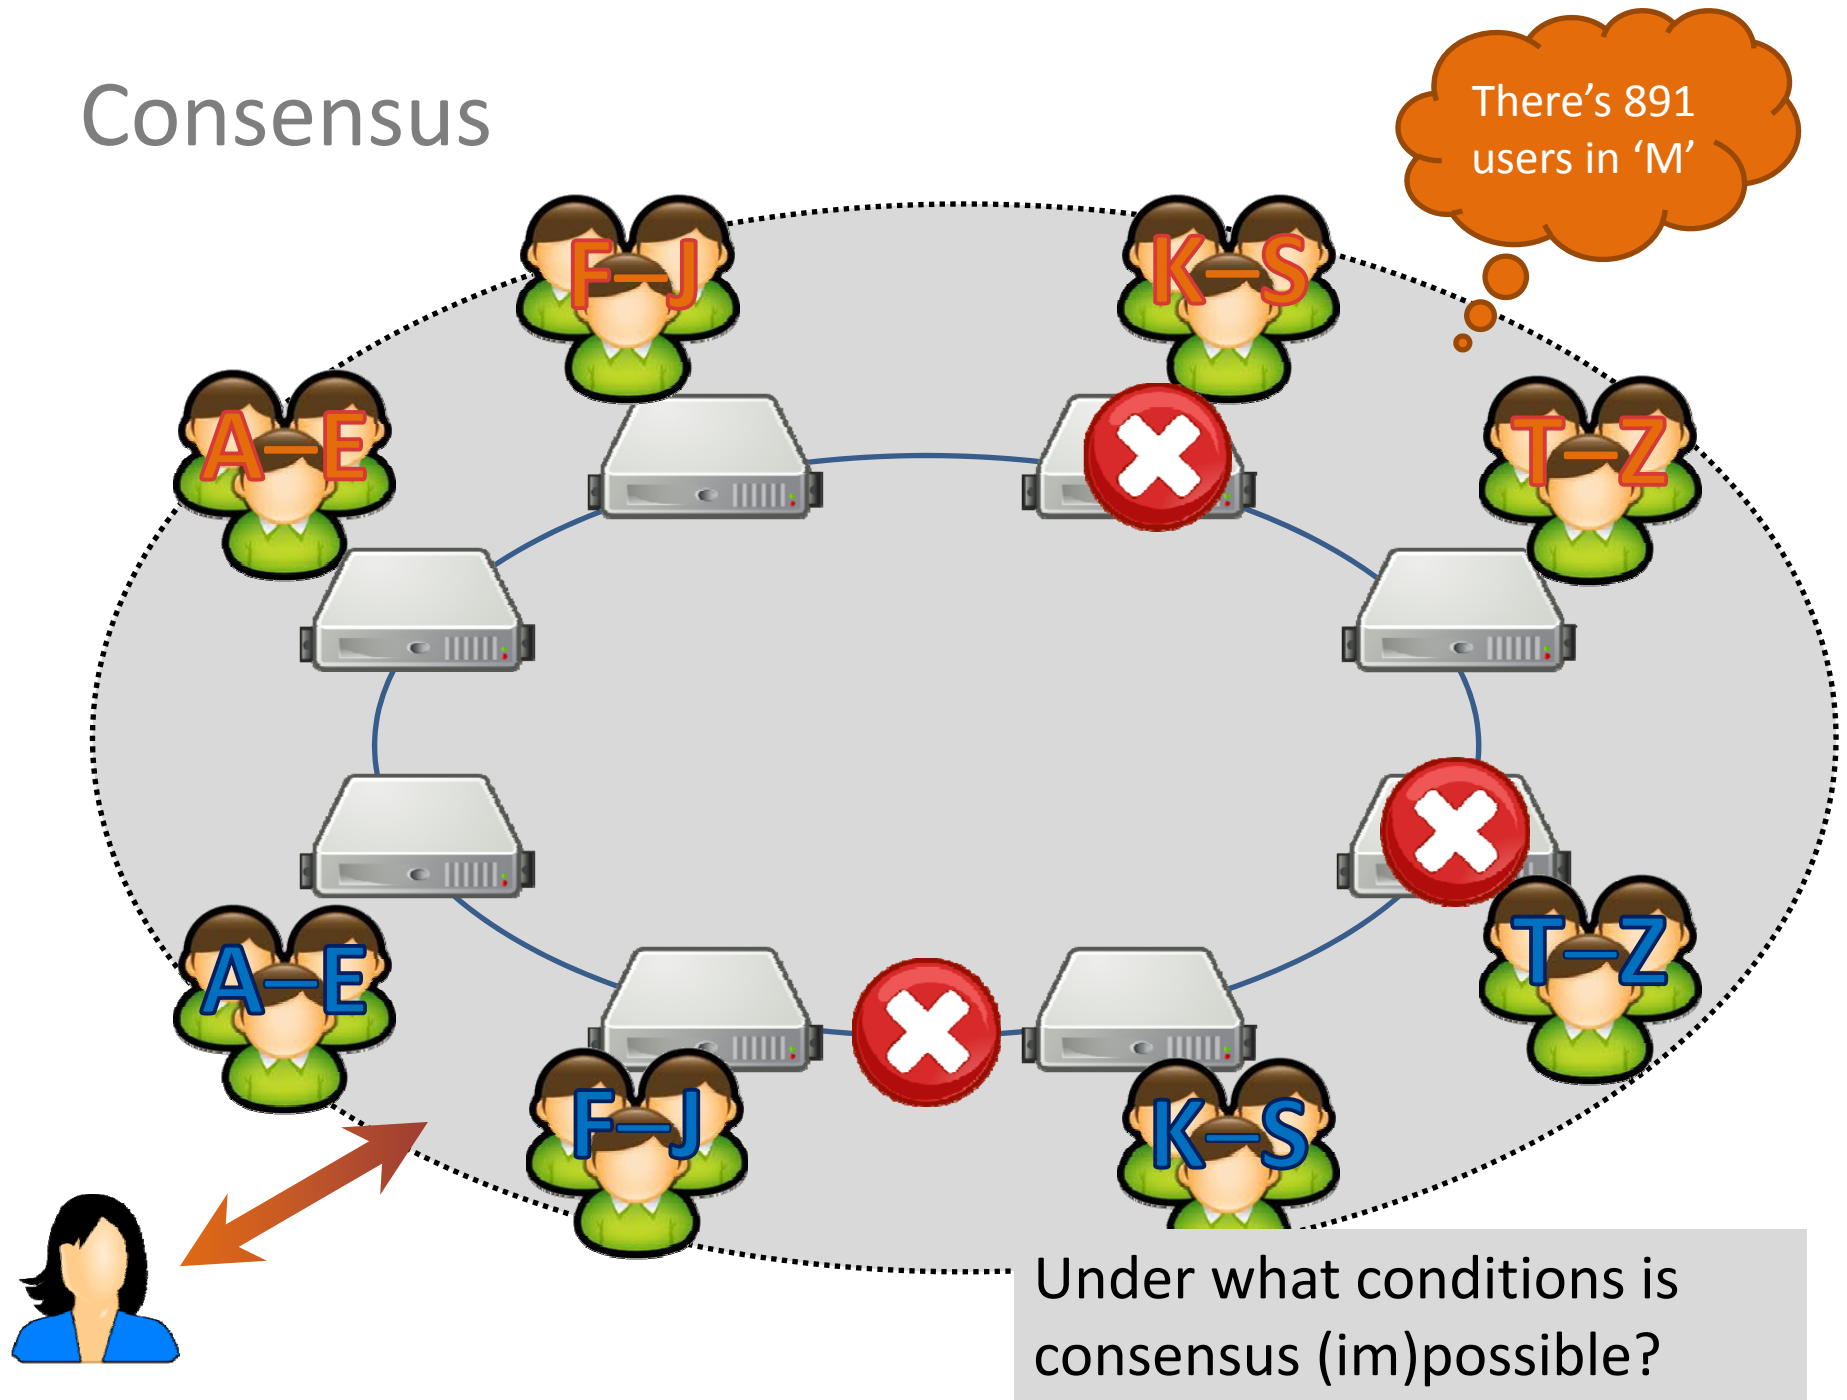 Consensus
There’s 891
users in ‘M’
F–J
K–S
A–E
T–Z
A–E
T–Z
F–J
K–S
Under what conditions is
consensus (im)possible?